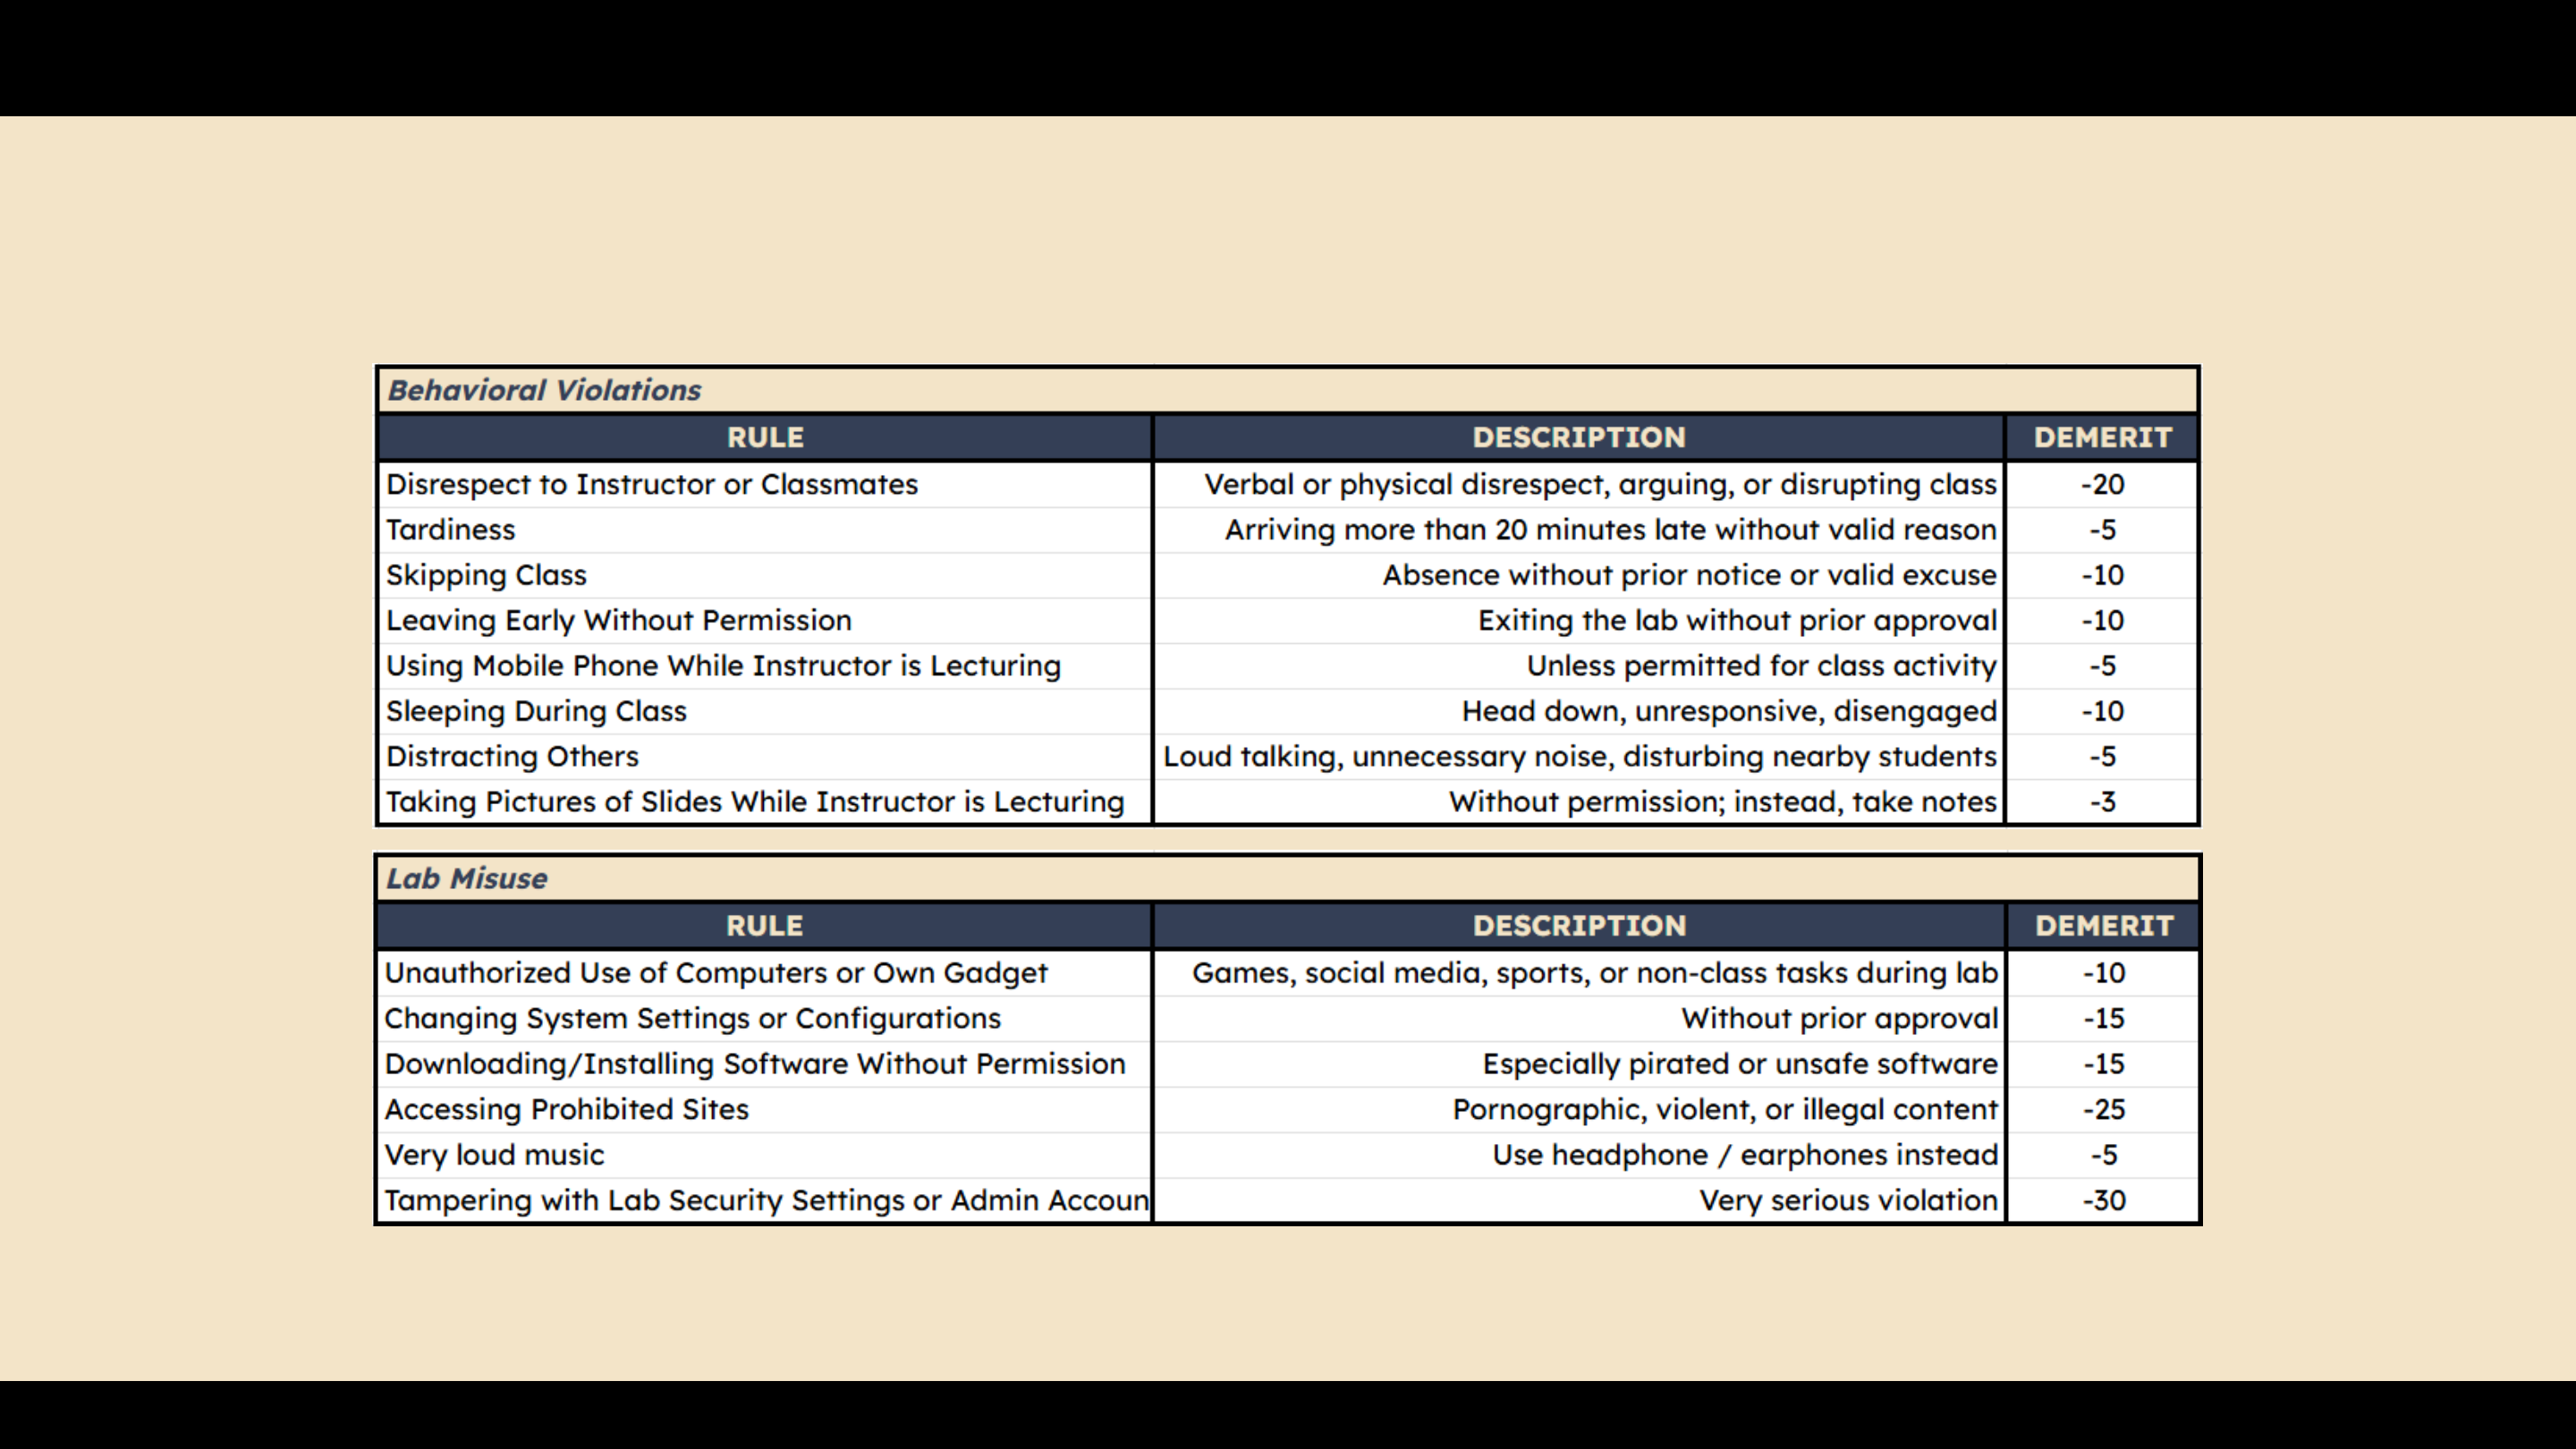 Behavioral Violations
RULE DESCRIPTION DEMERIT
Disrespect to Instructor or Classmates Verbal or physical disrespect, arguing, or disrupting class -20
Tardiness Arriving more than 20 minutes late without valid reason -5
Skipping Class Absence without prior notice or valid excuse -10
Leaving Early Without Permission Exiting the lab without prior approval -10
Using Mobile Phone While Instructor is Lecturing Unless permitted for class activity -5
Sleeping During Class Head down, unresponsive, disengaged -10
Distracting Others Loud talking, unnecessary noise, disturbing nearby students -5
Taking Pictures of Slides While Instructor is Lecturing Without permission; instead, take notes -3
Lab Misuse
RULE DESCRIPTION DEMERIT
Unauthorized Use of Computers or Own Gadget Games, social media, sports, or non-class tasks during lab -10
Changing System Settings or Configurations Without prior approval -15
Downloading/Installing Software Without Permission Especially pirated or unsafe software -15
Accessing Prohibited Sites Pornographic, violent, or illegal content -25
Very loud music Use headphone / earphones instead -5
Tampering with Lab Security Settings or Admin Accoun Very serious violation -30